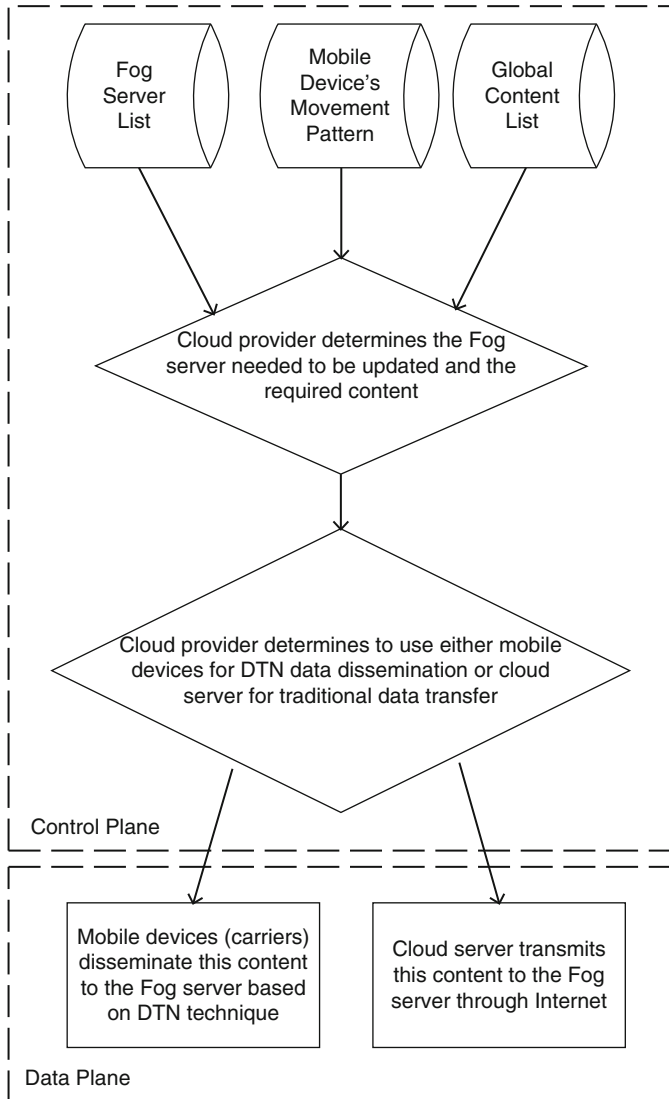 Fog
Server
List
Mobile
Device's
Movement
Pattern
Global
Content
List
Cloud provider determines the Fog
server needed to be updated and the
required content
Cloud provider determines to use either mobile
devices for DTN data dissemination or cloud
server for traditional data transfer
Control Plane
Mobile devices (carriers)
disseminate this content
to the Fog server based
on DTN technique
Cloud server transmits
this content to the Fog
server through Internet
Data Plane